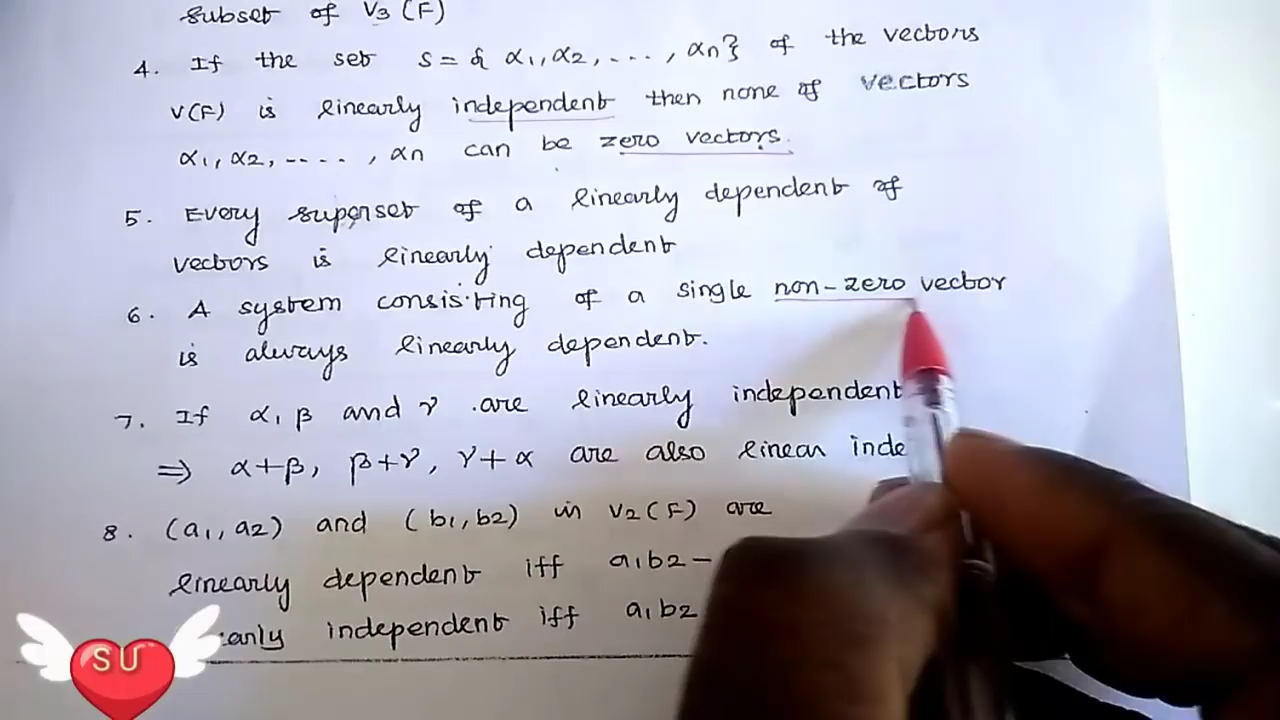 subset of V3 (F)
4. If the set S = { α1, α2, ..., αn} of the vectors
V(F) is linearly independent then none of vectors
α1, α2, ....., αn can be zero vectors.
5. Every superset of a linearly dependent of
vectors is linearly dependent
6. A system consisting of a single non-zero vector
is always linearly dependent.
7. If α, β and γ are linearly independent
⇒ α+β, β+γ, γ+α are also linear inde
8. (a1, a2) and (b1, b2) in V2(F) are
linearly dependent iff a1b2 -
early independent iff a1b2
SU